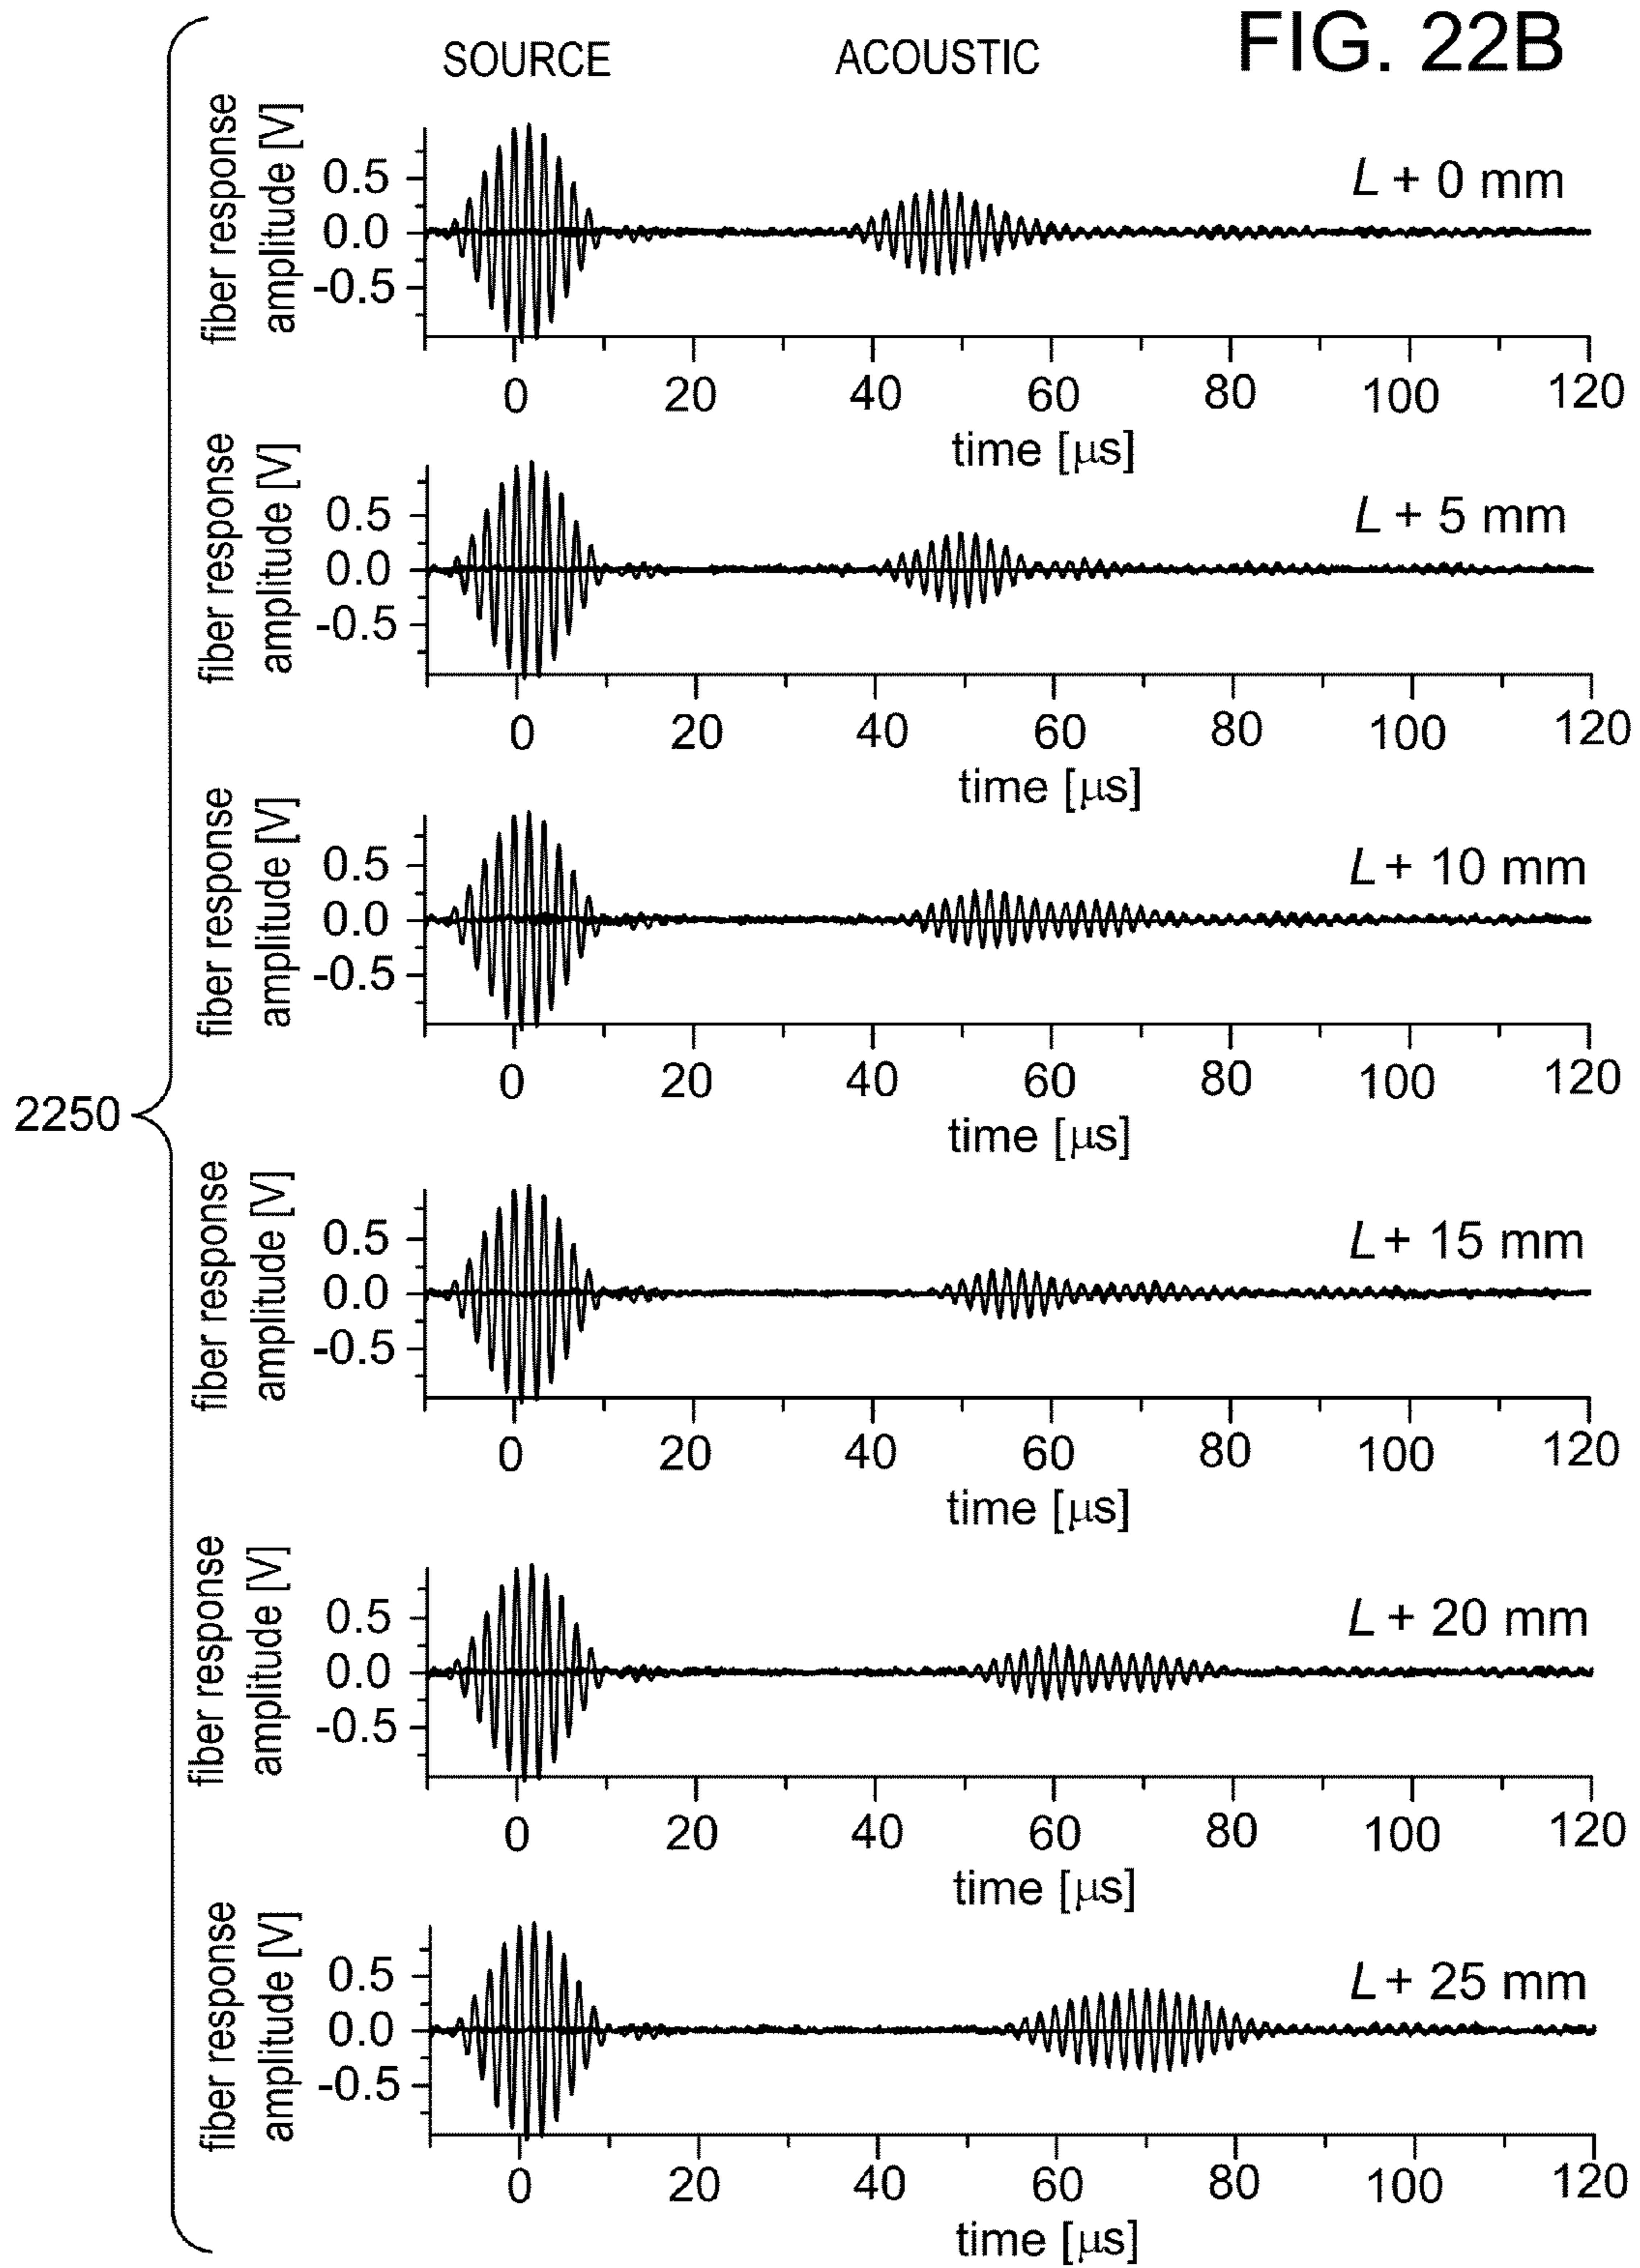 FIG. 22B
SOURCE ACOUSTIC
fiber response
amplitude [V]
0.5
0.0
-0.5
L + 0 mm
0 20 40 60 80 100 120
time [μs]
fiber response
amplitude [V]
0.5
0.0
-0.5
L + 5 mm
0 20 40 60 80 100 120
time [μs]
fiber response
amplitude [V]
0.5
0.0
-0.5
L + 10 mm
0 20 40 60 80 100 120
time [μs]
2250
fiber response
amplitude [V]
0.5
0.0
-0.5
L + 15 mm
0 20 40 60 80 100 120
time [μs]
fiber response
amplitude [V]
0.5
0.0
-0.5
L + 20 mm
0 20 40 60 80 100 120
time [μs]
fiber response
amplitude [V]
0.5
0.0
-0.5
L + 25 mm
0 20 40 60 80 100 120
time [μs]